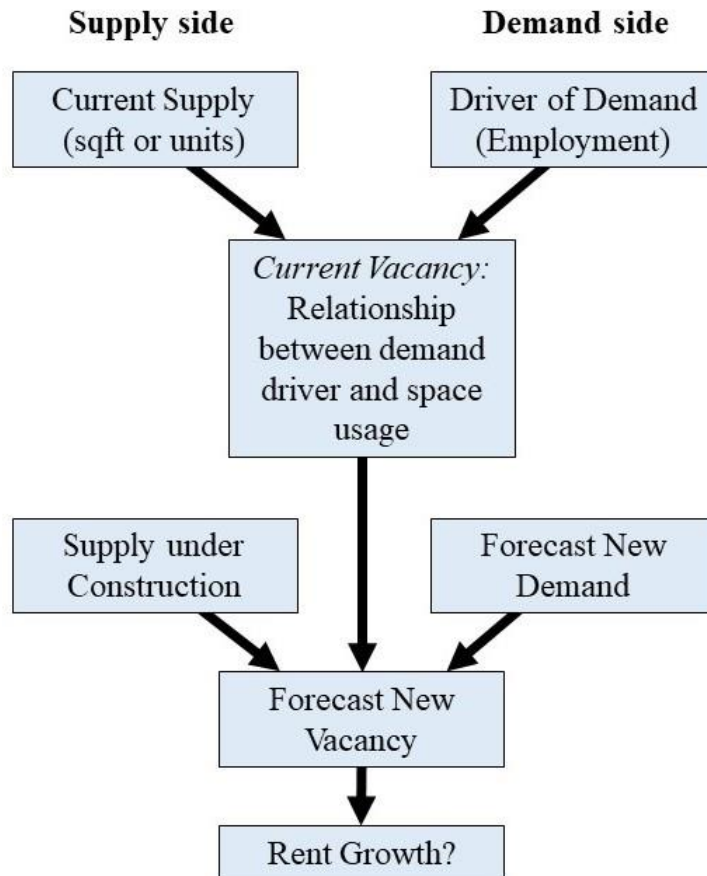 Supply side
Demand side
Current Supply
(sqft or units)
Driver of Demand
(Employment)
Current Vacancy:
Relationship
between demand
driver and space
usage
Supply under
Construction
Forecast New
Demand
Forecast New
Vacancy
Rent Growth?